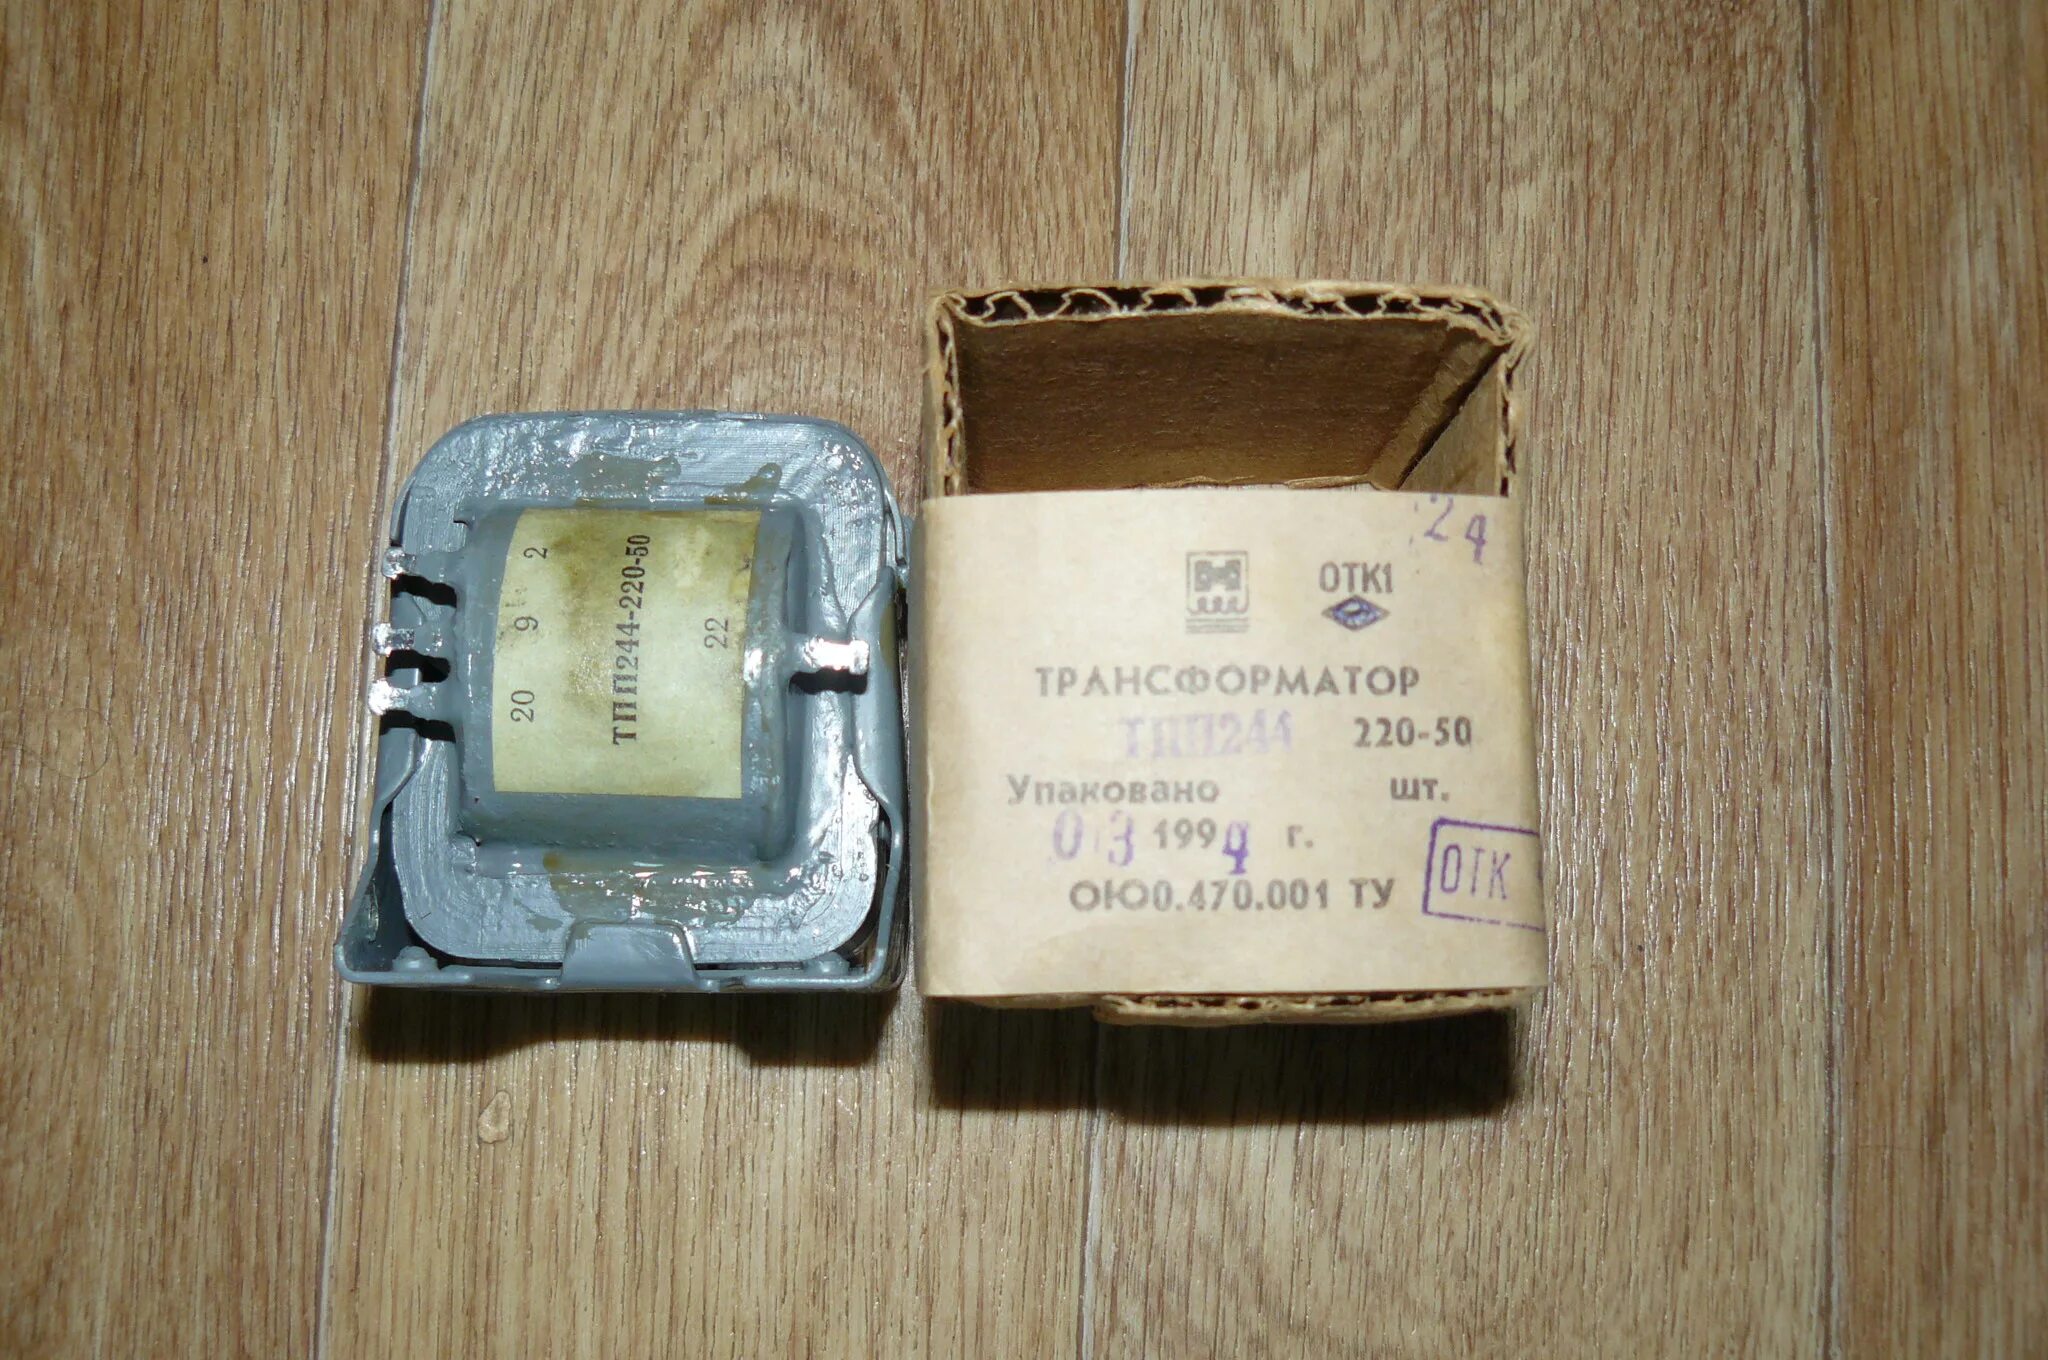 2
9
20
ТПП244-220-50
22
24
ОТК1
ТРАНСФОРМАТОР
ТПП244 220-50
Упаковано шт.
03 1994 г.
ОЮ0.470.001 ТУ
ОТК